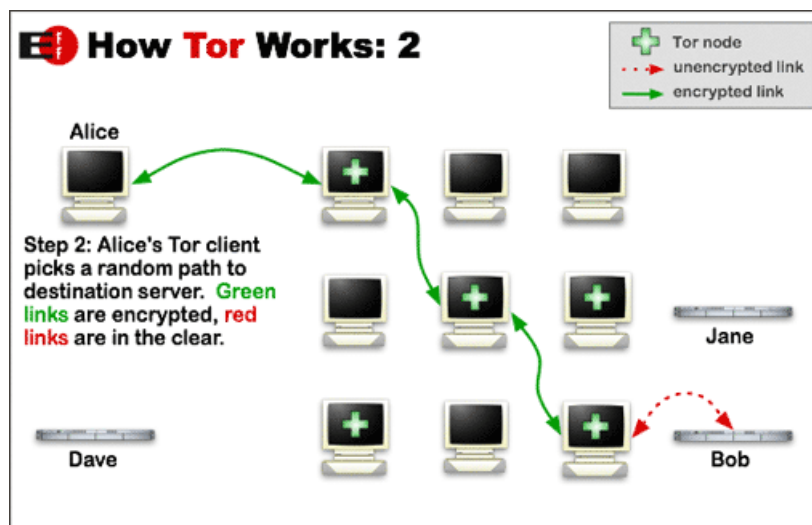 EFF How Tor Works: 2
Tor node
unencrypted link
encrypted link
Alice
Step 2: Alice's Tor client
picks a random path to
destination server. Green
links are encrypted, red
links are in the clear.
Jane
Dave
Bob